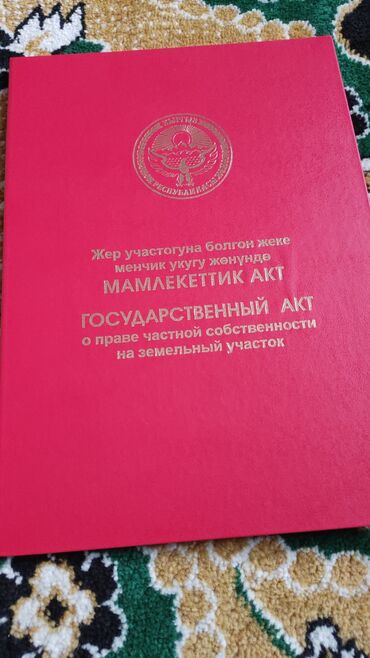 Жер участогуна болгон жеке
менчик укугу жөнүндө
МАМЛЕКЕТТИК АКТ
ГОСУДАРСТВЕННЫЙ АКТ
о праве частной собственности
на земельный участок